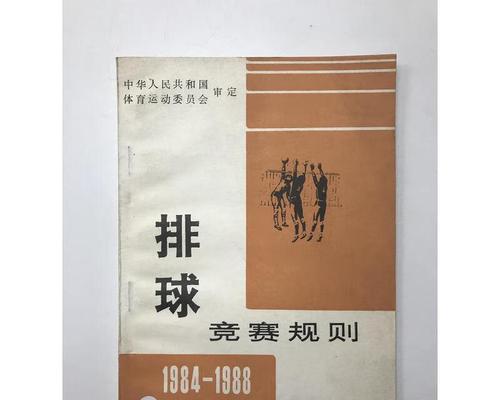 中华人民共和国
体育运动委员会 审定
排球
竞赛规则
1984-1988